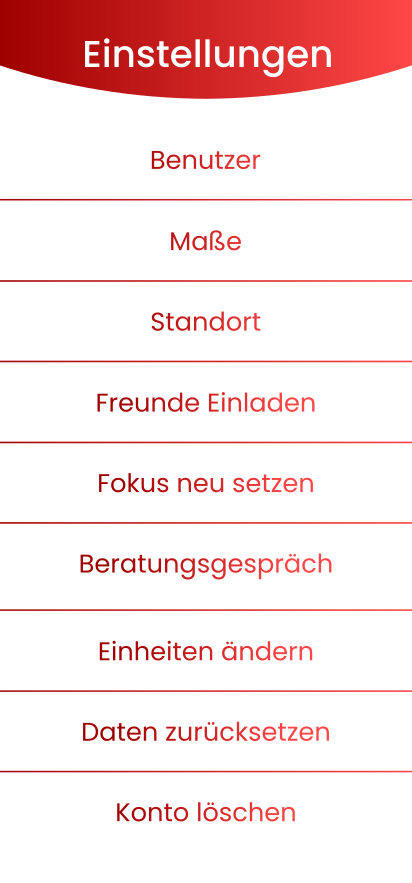 Einstellungen
Benutzer
Maße
Standort
Freunde Einladen
Fokus neu setzen
Beratungsgespräch
Einheiten ändern
Daten zurücksetzen
Konto löschen